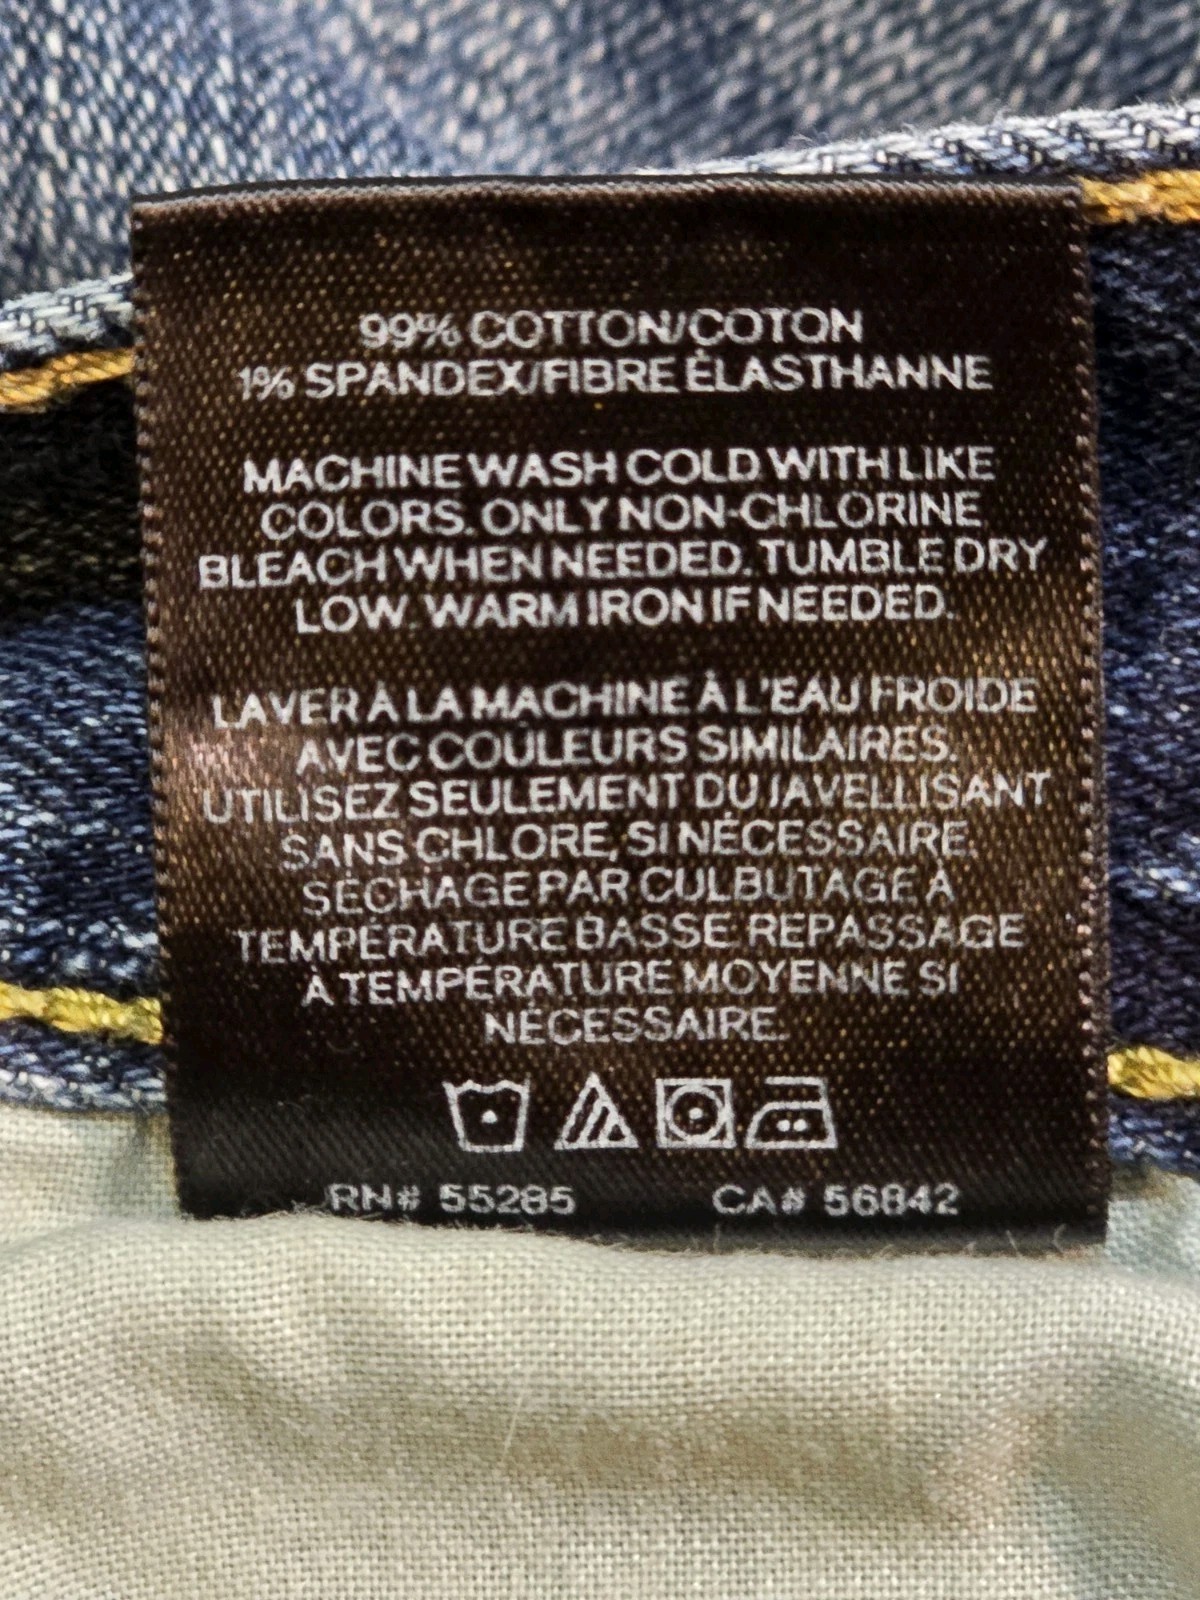 99% COTTON/COTON
1% SPANDEX/FIBRE ÉLASTHANNE
MACHINE WASH COLD WITH LIKE
COLORS. ONLY NON-CHLORINE
BLEACH WHEN NEEDED. TUMBLE DRY
LOW. WARM IRON IF NEEDED.
LAVER À LA MACHINE À L'EAU FROIDE
AVEC COULEURS SIMILAIRES.
UTILISEZ SEULEMENT DU JAVELLISANT
SANS CHLORE, SI NÉCESSAIRE.
SÉCHAGE PAR CULBUTAGE À
TEMPÉRATURE BASSE. REPASSAGE
À TEMPÉRATURE MOYENNE SI
NÉCESSAIRE.
RN# 55285 CA# 56842